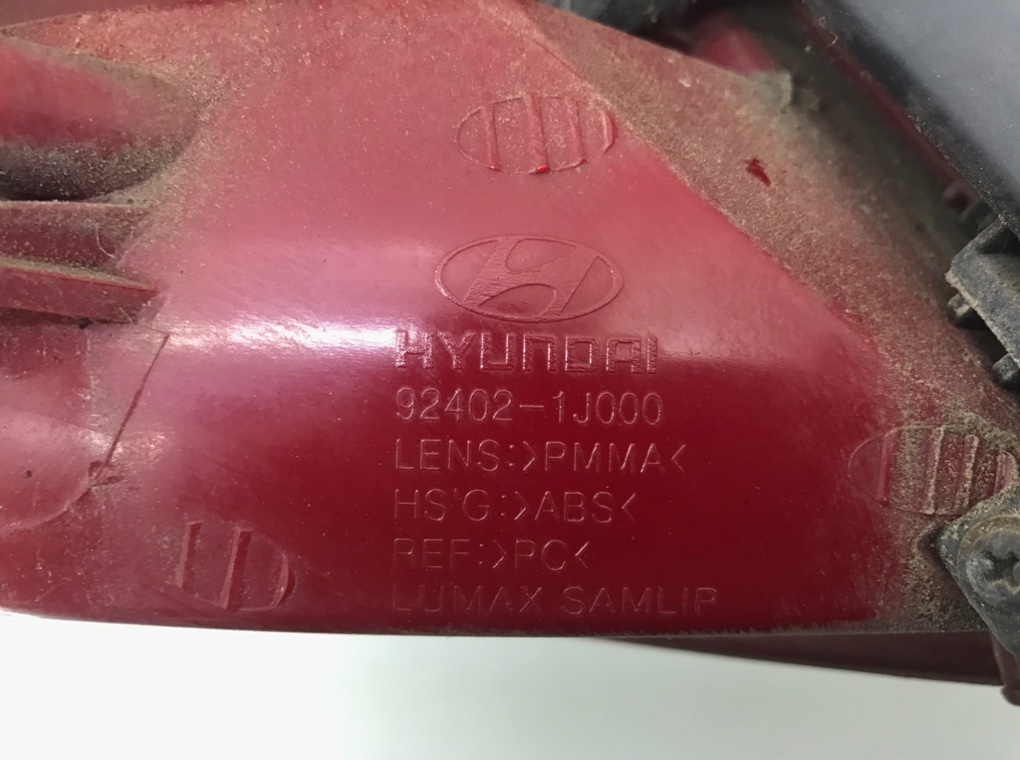 HYUNDAI
92402-1J000
LENS:>PMMA<
HS'G:>ABS<
REF:>PC<
LUMAX SAMLIP